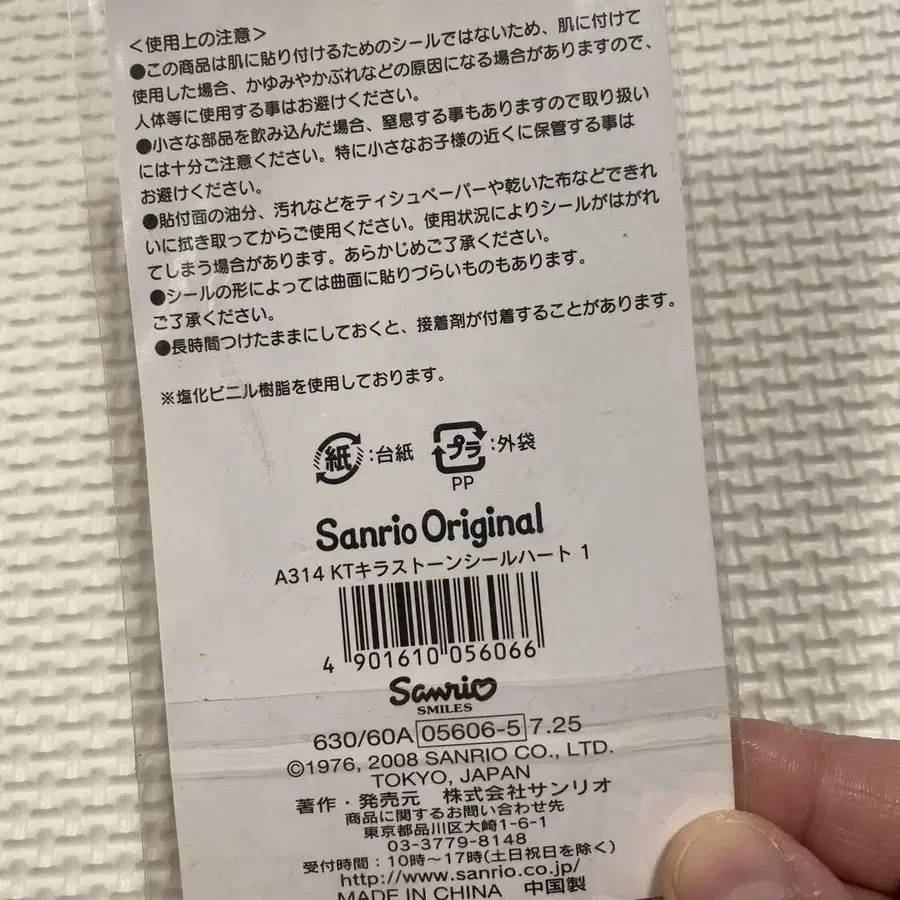 <使用上の注意>
●この商品は肌に貼り付けるためのシールではないため、肌に付けて
使用した場合、かゆみやかぶれなどの原因になる場合がありますので、
人体等に使用する事はお避けください。
●小さな部品を飲み込んだ場合、窒息する事もありますので取り扱い
には十分ご注意ください。特に小さなお子様の近くに保管する事は
お避けください。
●貼付面の油分、汚れなどをティシュペーパーや乾いた布などできれ
いに拭き取ってからご使用ください。使用状況によりシールがはがれ
てしまう場合があります。あらかじめご了承ください。
●シールの形によっては曲面に貼りづらいものもあります。
ご了承ください。
●長時間つけたままにしておくと、接着剤が付着することがあります。
※塩化ビニル樹脂を使用しております。
紙:台紙 プラ:外袋
PP
Sanrio Original
A314 KTキラストーンシールハート 1
4 901610 056066
Sanrio
SMILES
630/60A 05606-5 7.25
©1976, 2008 SANRIO CO., LTD.
TOKYO, JAPAN
著作・発売元 株式会社サンリオ
商品に関するお問い合わせ先
東京都品川区大崎1-6-1
03-3779-8148
受付時間:10時~17時(土日祝日を除く)
http://www.sanrio.co.jp/
MADE IN CHINA 中国製